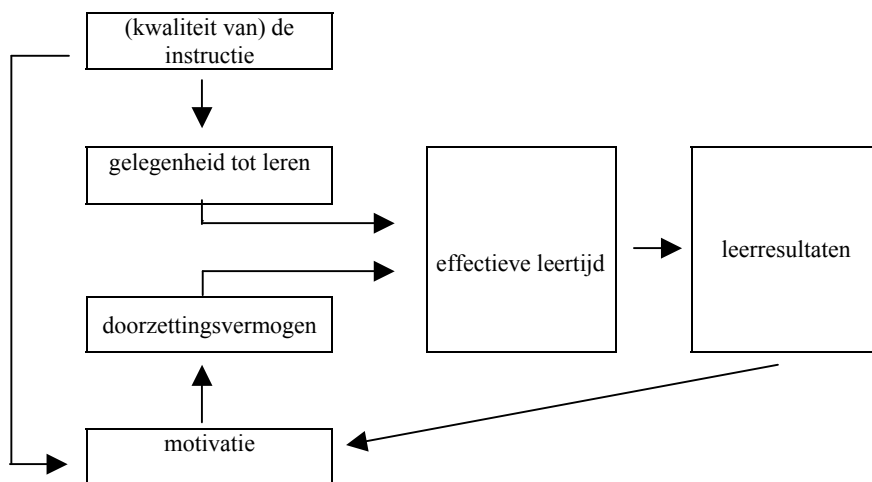 (kwaliteit van) de
instructie
gelegenheid tot leren
effectieve leertijd
leerresultaten
doorzettingsvermogen
motivatie